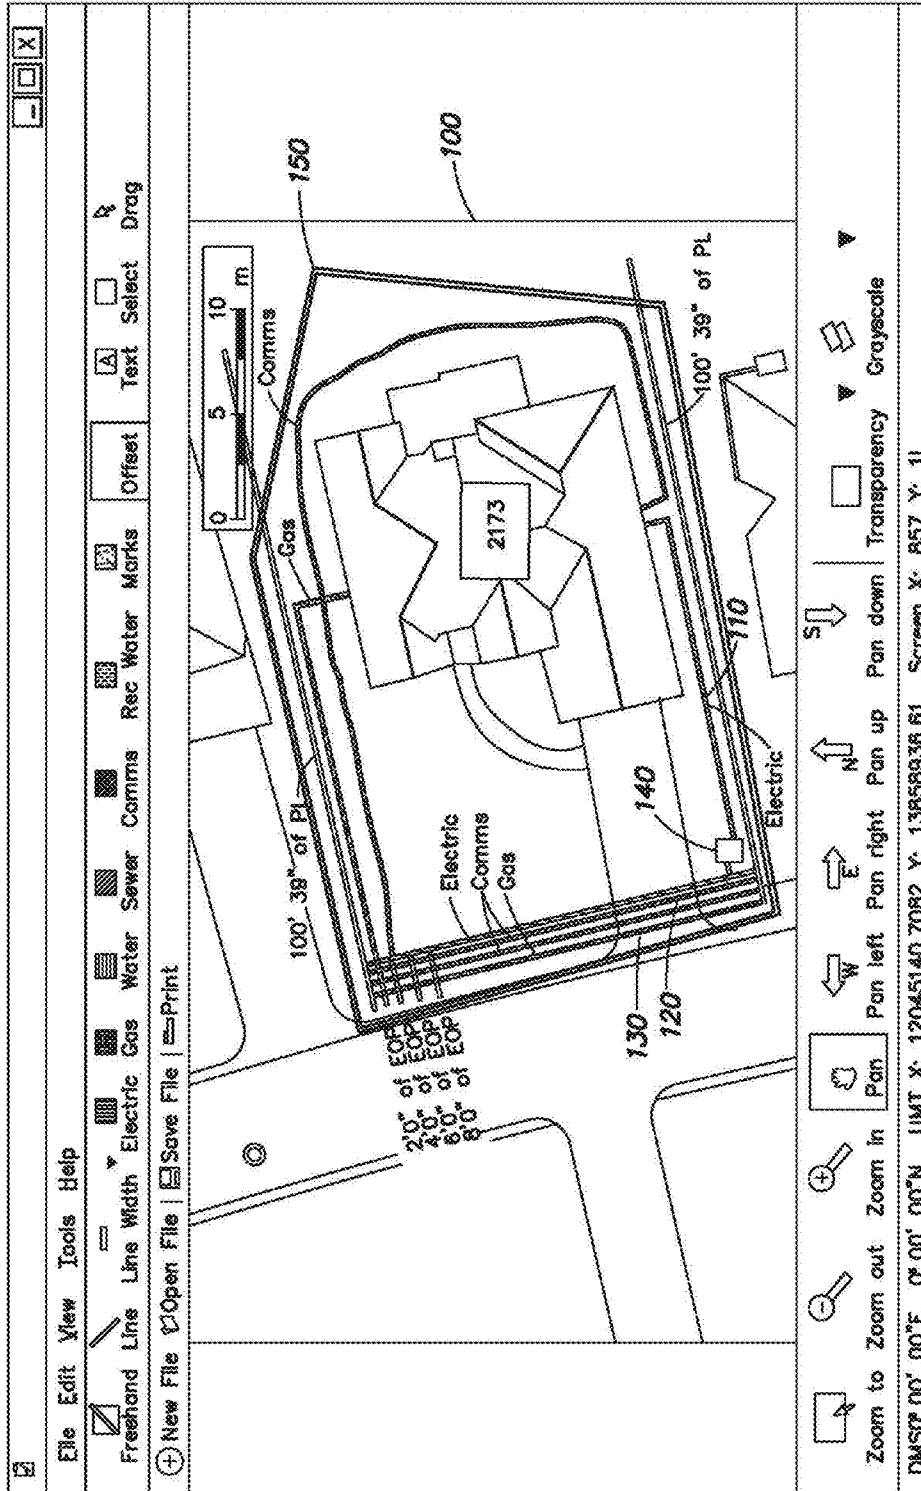 File Edit View Tools Help
Freehand Line Line Width Electric Gas Water Sewer Comms Rec Water Marks Offset Text Select Drag
New File Open File Save File Print
0 5 10
m
150
100
Comms
Gas
100' 39" of PL
2173
Electric
Comms
Gas
2'0" of EOP
4'0" of EOP
6'0" of EOP
8'0" of EOP
140
110
100' 39" of PL
Electric
130
120
W E N S
Zoom to Zoom out Zoom in Pan Pan left Pan right Pan up Pan down Transparency Grayscale